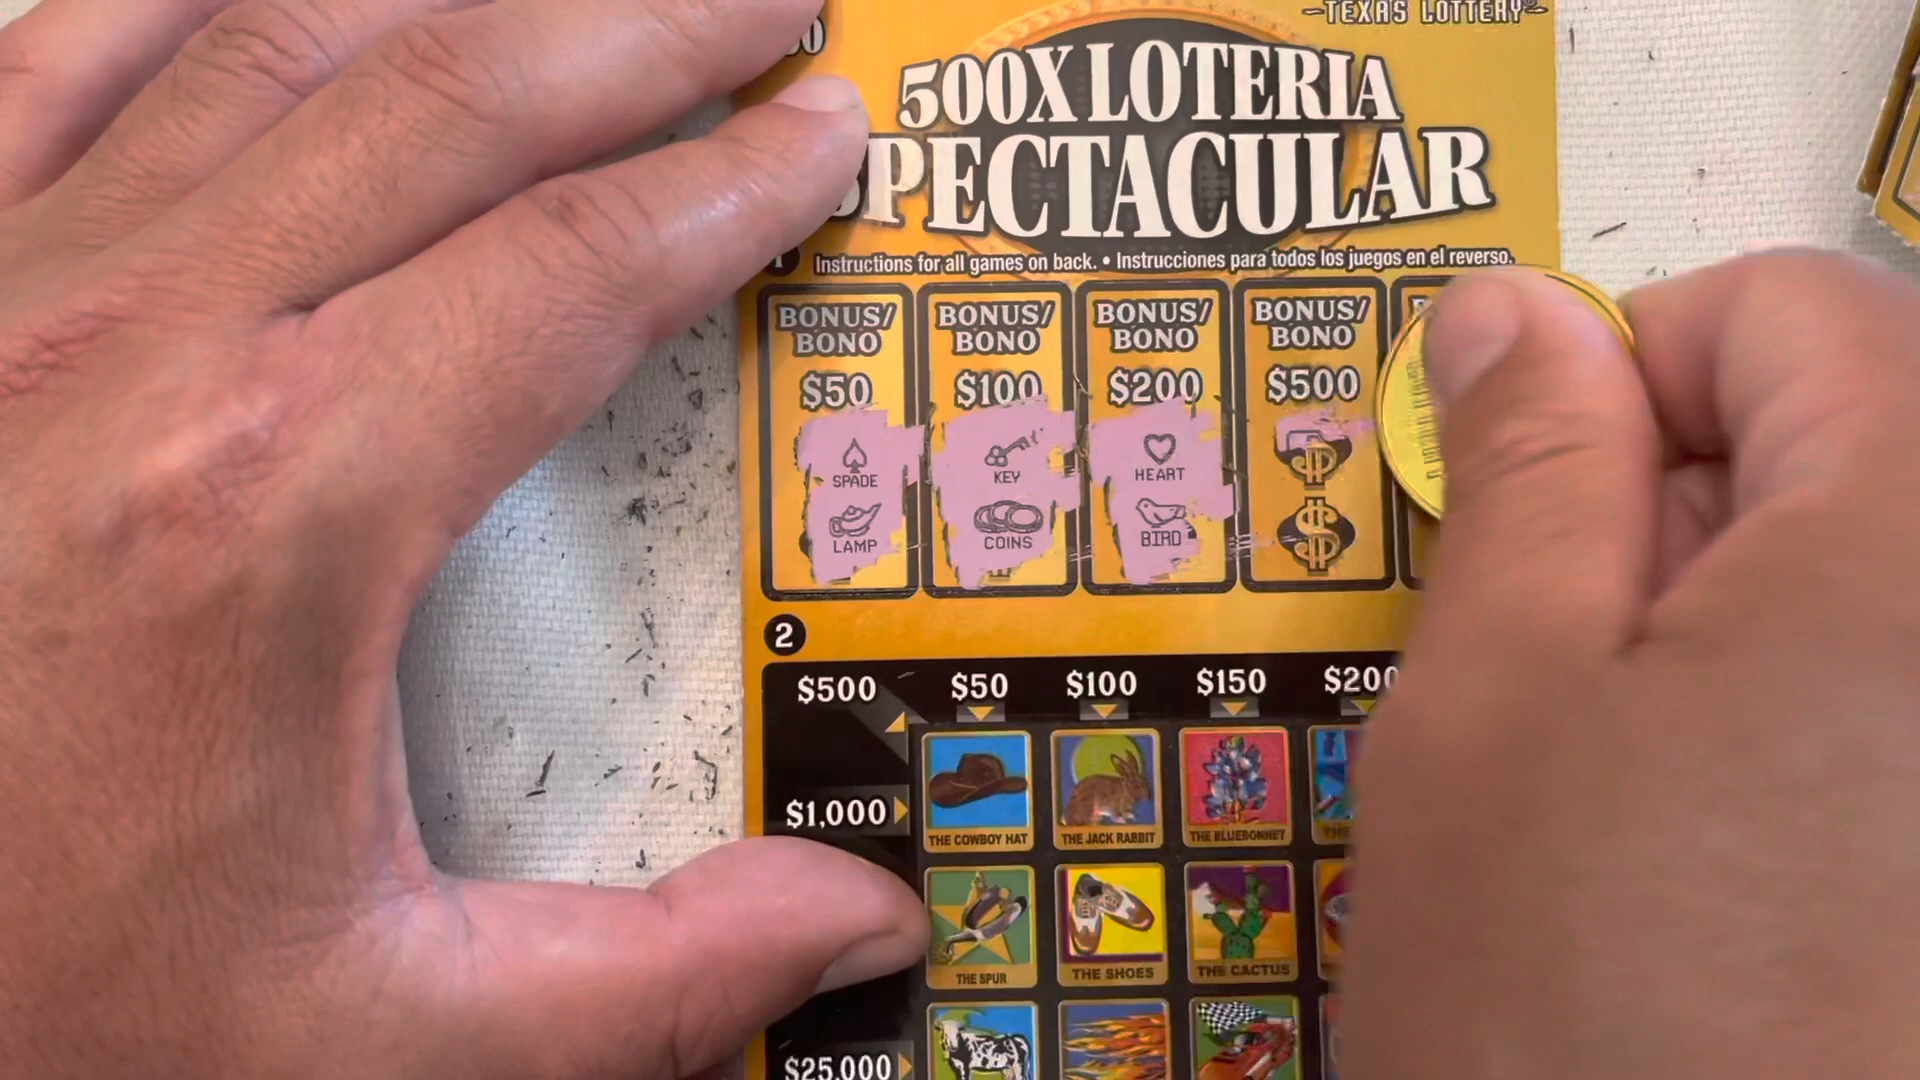 TEXAS LOTTERY
500X LOTERIA
SPECTACULAR
1 Instructions for all games on back. • Instrucciones para todos los juegos en el reverso.
BONUS/ BONUS/ BONUS/ BONUS/
BONO BONO BONO BONO
$50 $100 $200 $500
SPADE KEY HEART
LAMP COINS BIRD
2
$500 $50 $100 $150 $200
$1,000
THE COWBOY HAT THE JACK RABBIT THE BLUEBONNET THE
THE SPUR THE SHOES THE CACTUS
$25,000